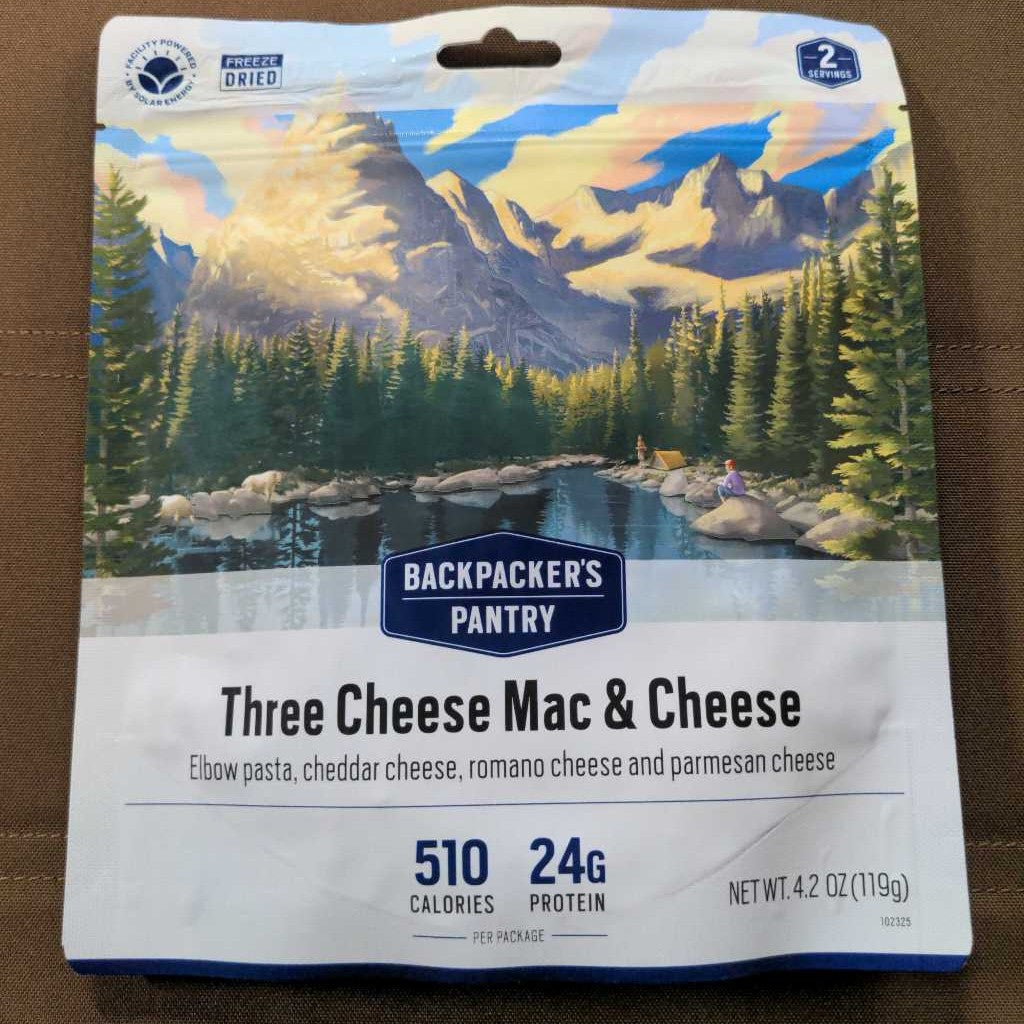 FACILITY POWERED
BY SOLAR ENERGY
FREEZE
DRIED
2
SERVINGS
BACKPACKER'S
PANTRY
Three Cheese Mac & Cheese
Elbow pasta, cheddar cheese, romano cheese and parmesan cheese
510
CALORIES
24G
PROTEIN
PER PACKAGE
NET WT. 4.2 OZ (119g)
102325